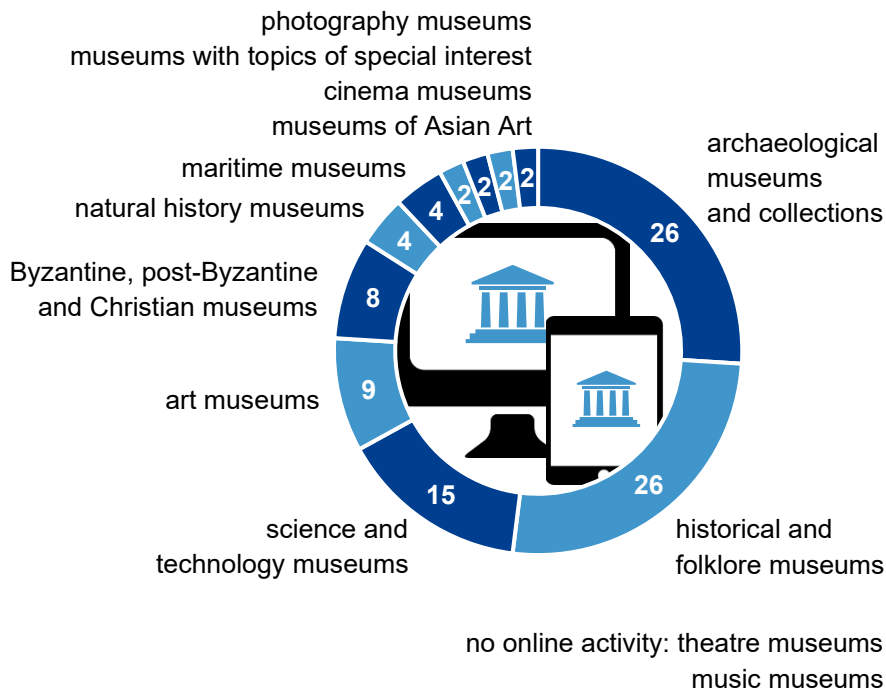 photography museums
museums with topics of special interest
cinema museums
museums of Asian Art
maritime museums
natural history museums
Byzantine, post-Byzantine
and Christian museums
art museums
science and
technology museums
archaeological
museums
and collections
historical and
folklore museums
26
26
15
9
8
4
4
2
2
2
2
no online activity: theatre museums
music museums